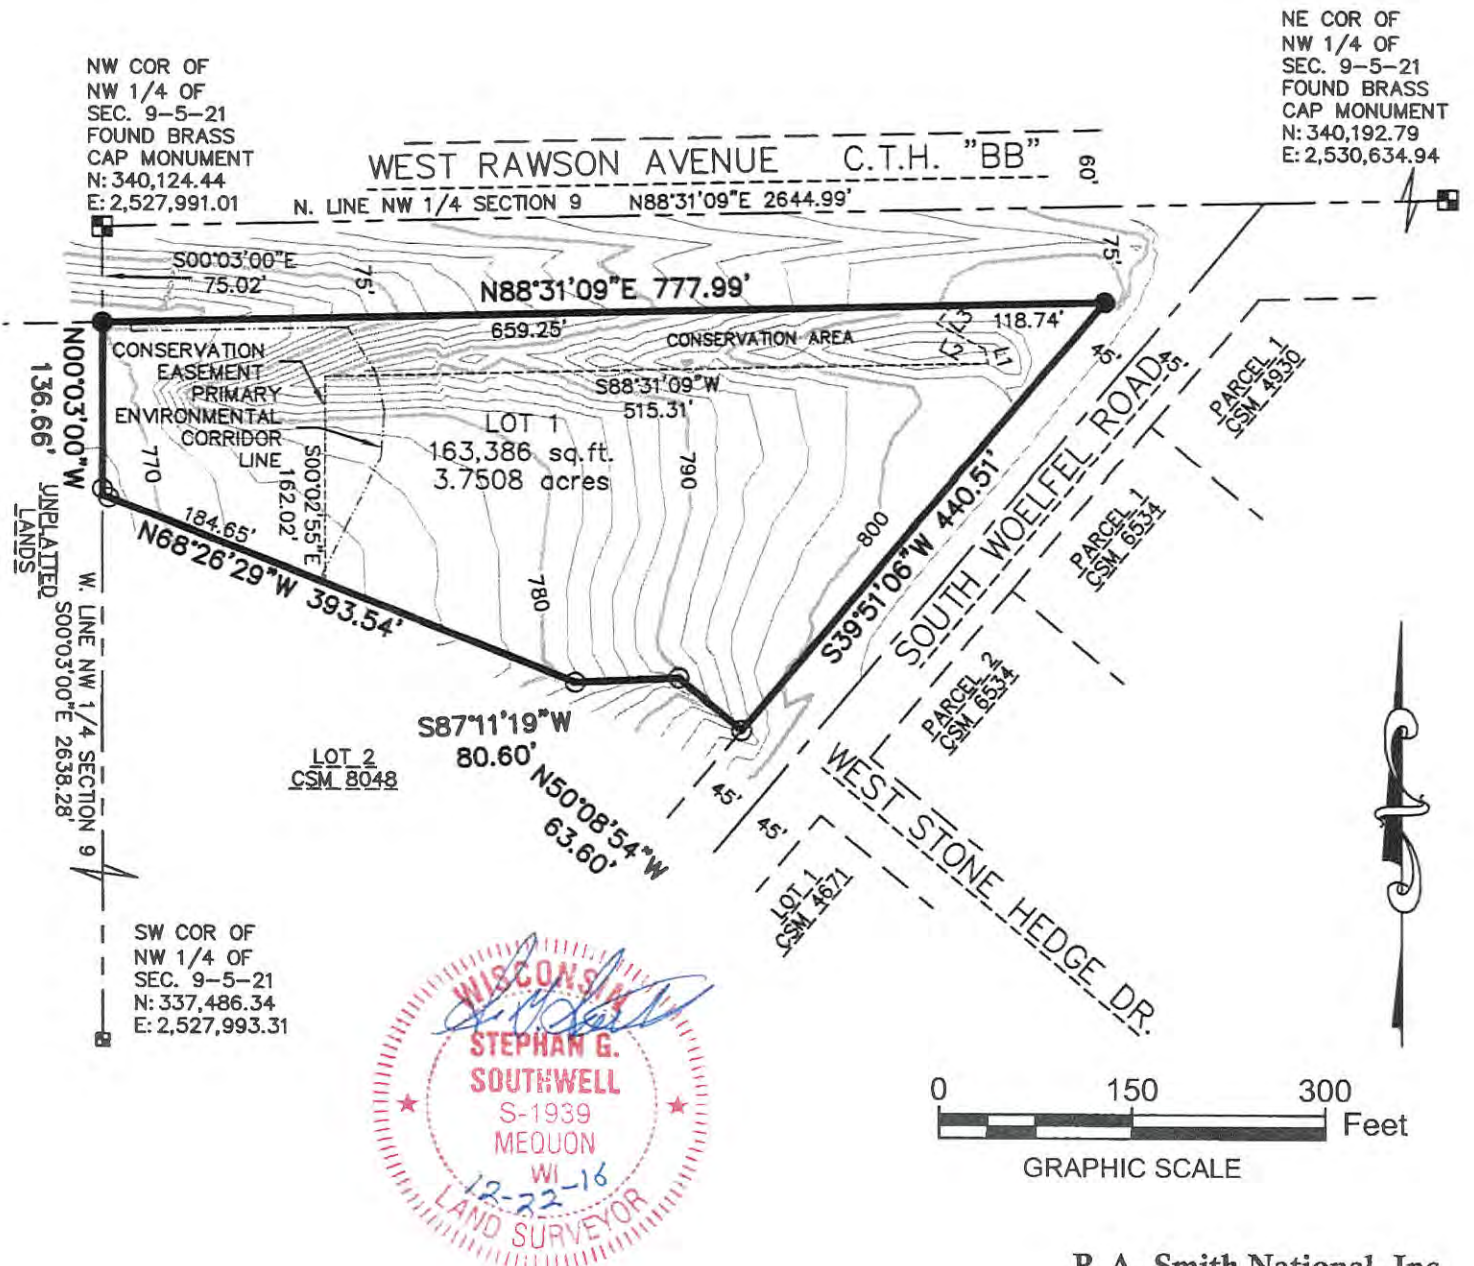 NW COR OF
NW 1/4 OF
SEC. 9-5-21
FOUND BRASS
CAP MONUMENT
N: 340,124.44
E: 2,527,991.01
NE COR OF
NW 1/4 OF
SEC. 9-5-21
FOUND BRASS
CAP MONUMENT
N: 340,192.79
E: 2,530,634.94
WEST RAWSON AVENUE C.T.H. "BB"
60'
N. LINE NW 1/4 SECTION 9 N88°31'09"E 2644.99'
S00°03'00"E
75.02'
75'
N88°31'09"E 777.99'
75'
659.25'
118.74'
CONSERVATION AREA
L3
L2
L1
CONSERVATION
EASEMENT
PRIMARY
ENVIRONMENTAL
CORRIDOR
LINE
S88°31'09"W
515.31'
LOT 1
163,386 sq.ft.
3.7508 acres
N00°03'00"W
136.66'
UNPLATTED
LANDS
770
S00°02'55"E
162.02'
790
800
780
184.65'
N68°26'29"W 393.54'
S39°51'06"W 440.51'
SOUTH WOELFEL ROAD
45'
45'
PARCEL 1
CSM 4930
PARCEL 1
CSM 6534
PARCEL 2
CSM 6534
W. LINE NW 1/4 SECTION 9
S00°03'00"E 2638.28'
S87°11'19"W
80.60'
N50°08'54"W
63.60'
LOT 2
CSM 8048
45'
45'
WEST STONE HEDGE DR.
LOT 1
CSM 4671
SW COR OF
NW 1/4 OF
SEC. 9-5-21
N: 337,486.34
E: 2,527,993.31
WISCONSIN
STEPHAN G.
SOUTHWELL
S-1939
MEQUON
WI
12-22-16
LAND SURVEYOR
0 150 300
Feet
GRAPHIC SCALE
R.A. Smith National, Inc.